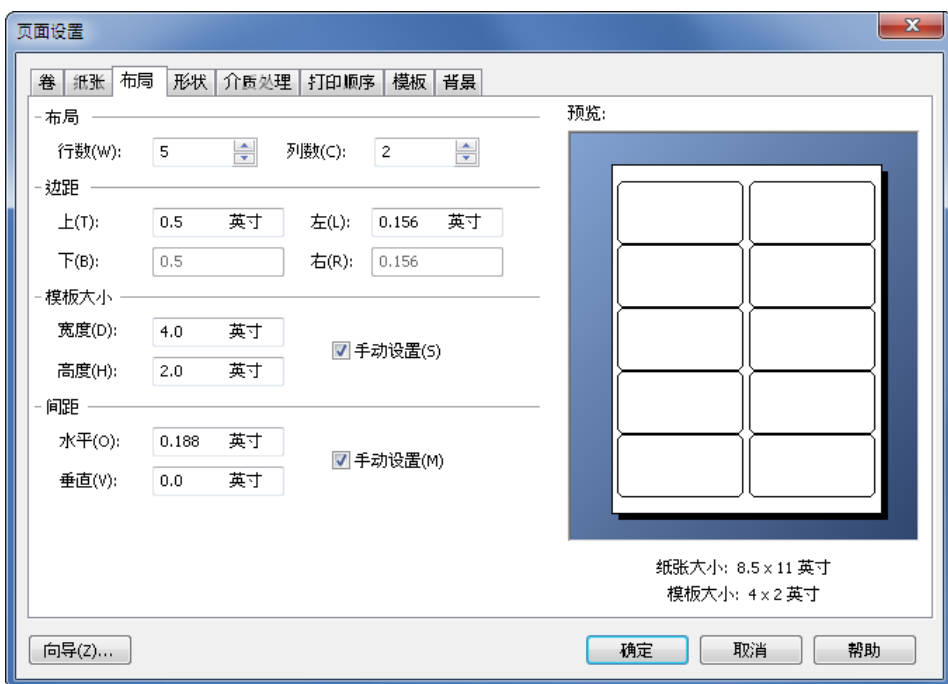 页面设置
卷 纸张 布局 形状 介质处理 打印顺序 模板 背景
布局
行数(W): 5 列数(C): 2
边距
上(T): 0.5 英寸 左(L): 0.156 英寸
下(B): 0.5 右(R): 0.156
模板大小
宽度(D): 4.0 英寸
手动设置(S)
高度(H): 2.0 英寸
间距
水平(O): 0.188 英寸
手动设置(M)
垂直(V): 0.0 英寸
预览:
纸张大小: 8.5 x 11 英寸
模板大小: 4 x 2 英寸
向导(Z)... 确定 取消 帮助